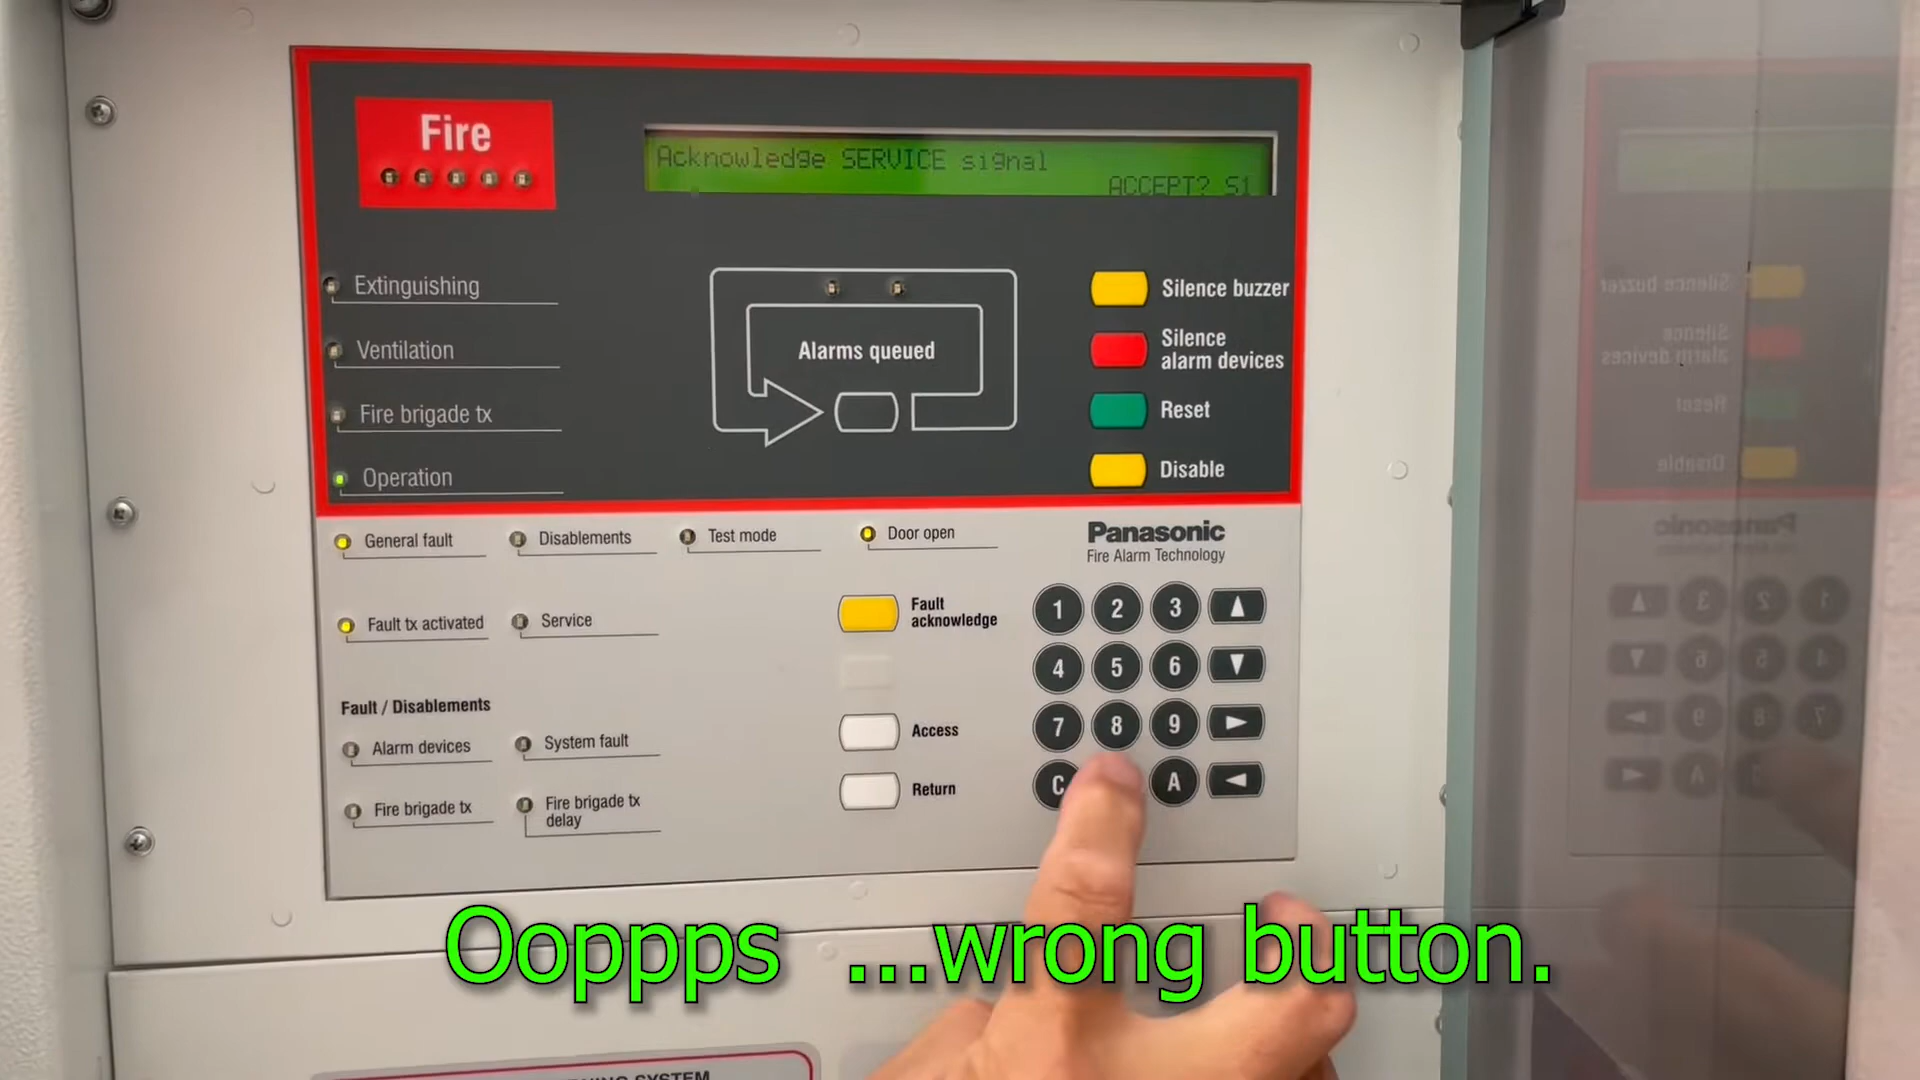 Fire
Acknowledge SERVICE signal
ACCEPT? S1
Extinguishing
Ventilation
Fire brigade tx
Operation
Alarms queued
Silence buzzer
Silence
alarm devices
Reset
Disable
General fault
Disablements
Test mode
Door open
Panasonic
Fire Alarm Technology
Fault tx activated
Service
Fault
acknowledge
1 2 3 ▲
4 5 6 ▼
7 8 9 ►
C A ◄
Fault / Disablements
Alarm devices
System fault
Access
Fire brigade tx
Fire brigade tx
delay
Return
Ooppps ...wrong button.
SYSTEM